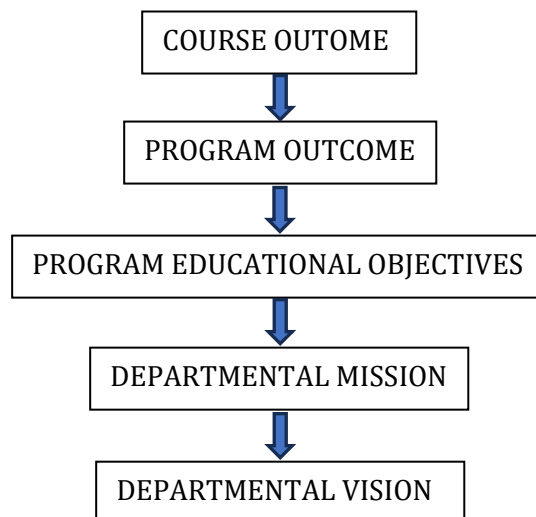 COURSE OUTOME
PROGRAM OUTCOME
PROGRAM EDUCATIONAL OBJECTIVES
DEPARTMENTAL MISSION
DEPARTMENTAL VISION